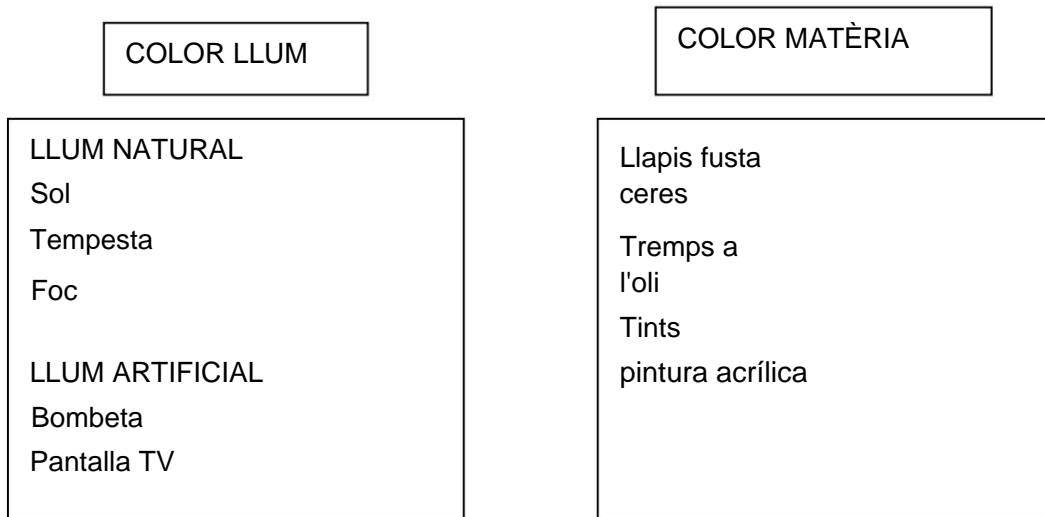 COLOR LLUM
LLUM NATURAL
Sol
Tempesta
Foc
LLUM ARTIFICIAL
Bombeta
Pantalla TV
COLOR MATÈRIA
Llapis fusta
ceres
Tremps a
l'oli
Tints
pintura acrílica